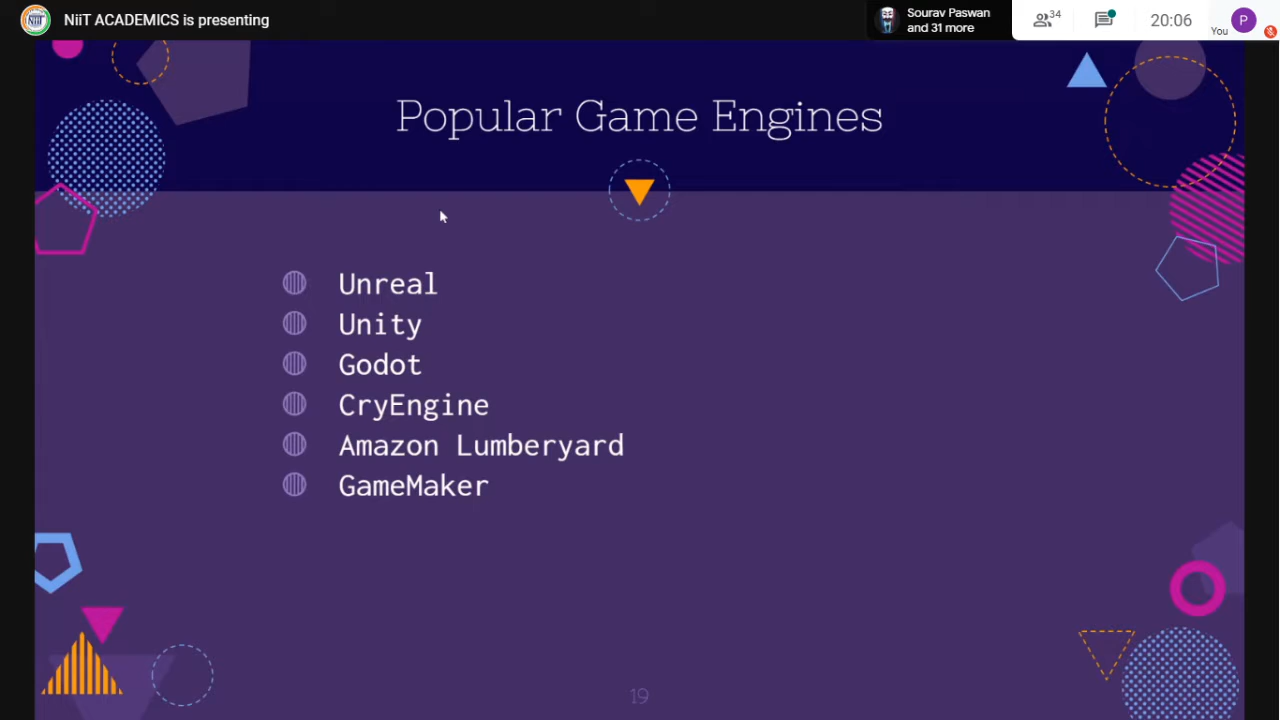 NiiT ACADEMICS is presenting
Sourav Paswan
and 31 more
34
20:06
You
P
Popular Game Engines
Unreal
Unity
Godot
CryEngine
Amazon Lumberyard
GameMaker
19